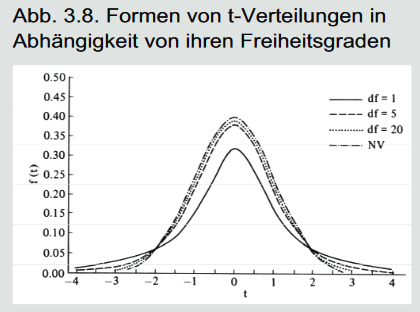 Abb. 3.8. Formen von t-Verteilungen in
Abhängigkeit von ihren Freiheitsgraden
0.50
0.45
0.40
0.35
0.30
0.25
0.20
0.15
0.10
0.05
0.00
f (t)
df = 1
df = 5
df = 20
NV
−4 −3 −2 −1 0 1 2 3 4
t